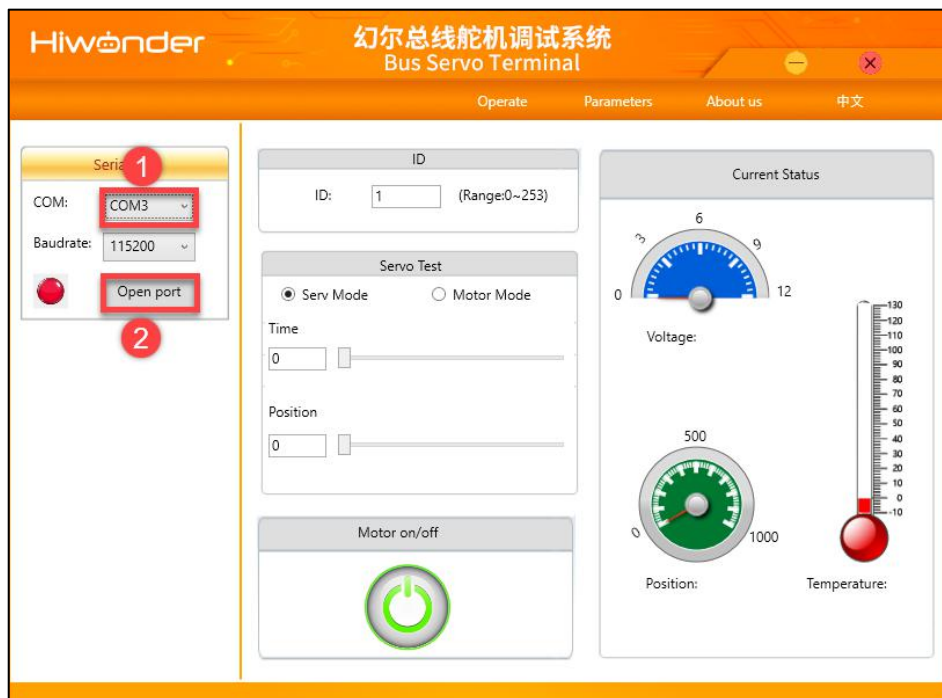 Hiwonder
幻尔总线舵机调试系统
Bus Servo Terminal
Operate Parameters About us 中文
Seria
1
COM: COM3
Baudrate: 115200
Open port
2
ID
ID: 1 (Range:0~253)
Servo Test
Serv Mode Motor Mode
Time
0
Position
0
Motor on/off
Current Status
0 3 6 9 12
Voltage:
500
0 1000
Position:
130
120
110
100
90
80
70
60
50
40
30
20
10
0
-10
Temperature: